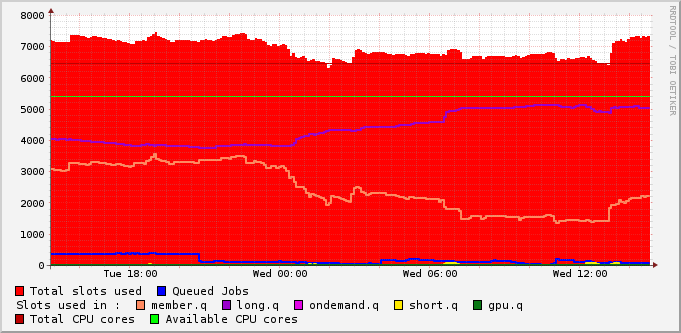 8000
7000
6000
5000
4000
3000
2000
1000
0
Tue 18:00 Wed 00:00 Wed 06:00 Wed 12:00
Total slots used Queued Jobs
Slots used in : member.q long.q ondemand.q short.q gpu.q
Total CPU cores Available CPU cores
RRDTOOL / TOBI OETIKER